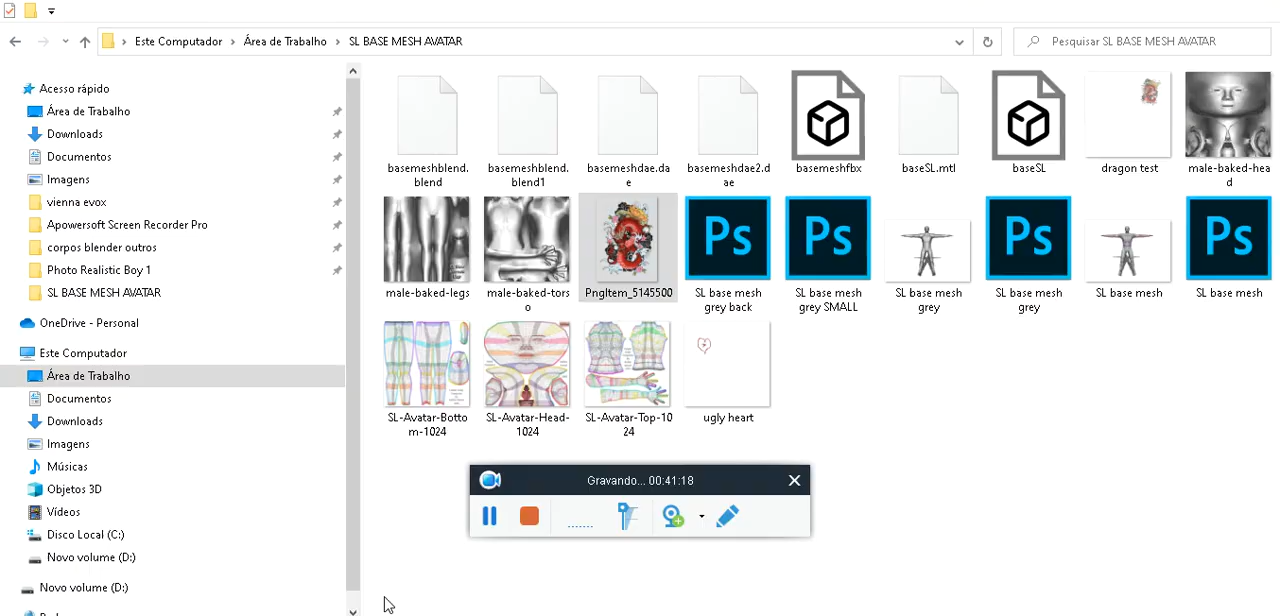 Este Computador
Área de Trabalho
SL BASE MESH AVATAR
Pesquisar SL BASE MESH AVATAR
Acesso rápido
Área de Trabalho
Downloads
Documentos
Imagens
vienna evox
Apowersoft Screen Recorder Pro
corpos blender outros
Photo Realistic Boy 1
SL BASE MESH AVATAR
OneDrive - Personal
Este Computador
Área de Trabalho
Documentos
Downloads
Imagens
Músicas
Objetos 3D
Vídeos
Disco Local (C:)
Novo volume (D:)
Novo volume (D:)
basemeshblend.
blend
basemeshblend.
blend1
basemeshdae.da
e
basemeshdae2.d
ae
basemeshfbx
baseSL.mtl
baseSL
dragon test
male-baked-hea
d
male-baked-legs
male-baked-tors
o
PngItem_5145500
Ps
SL base mesh
grey back
Ps
SL base mesh
grey SMALL
SL base mesh
grey
Ps
SL base mesh
grey
SL base mesh
Ps
SL base mesh
SL-Avatar-Botto
m-1024
SL-Avatar-Head-
1024
SL-Avatar-Top-10
24
ugly heart
Gravando... 00:41:18